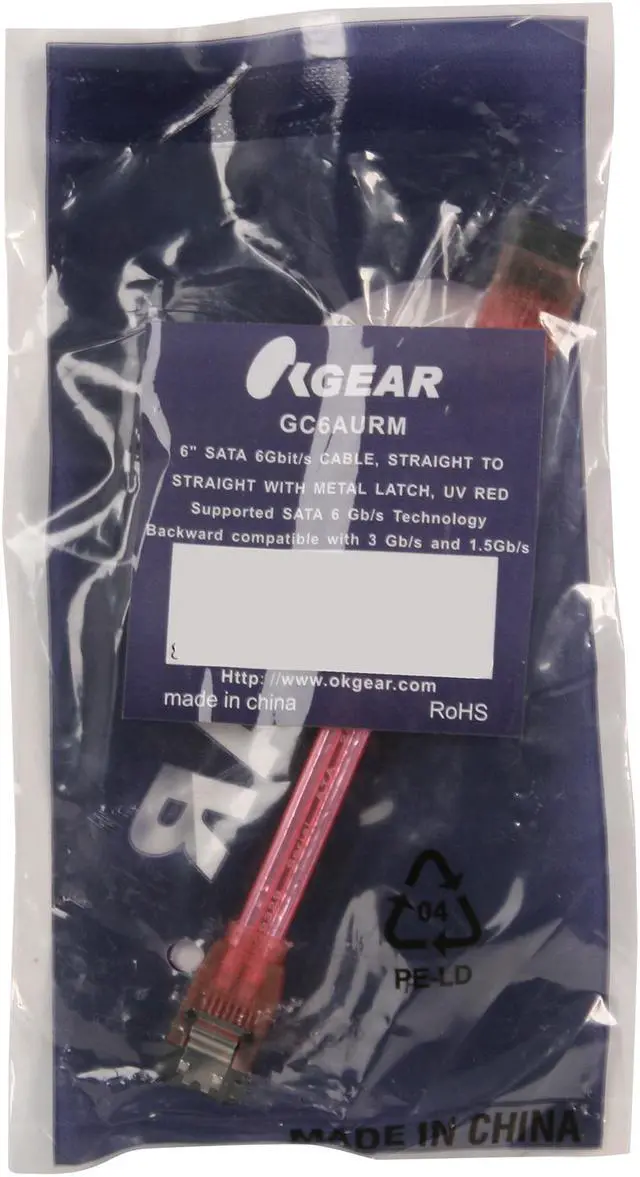 OKGEAR
GC6AURM
6" SATA 6Gbit/s CABLE, STRAIGHT TO
STRAIGHT WITH METAL LATCH, UV RED
Supported SATA 6 Gb/s Technology
Backward compatible with 3 Gb/s and 1.5Gb/s
Http://www.okgear.com
made in china RoHS
04
PE-LD
MADE IN CHINA